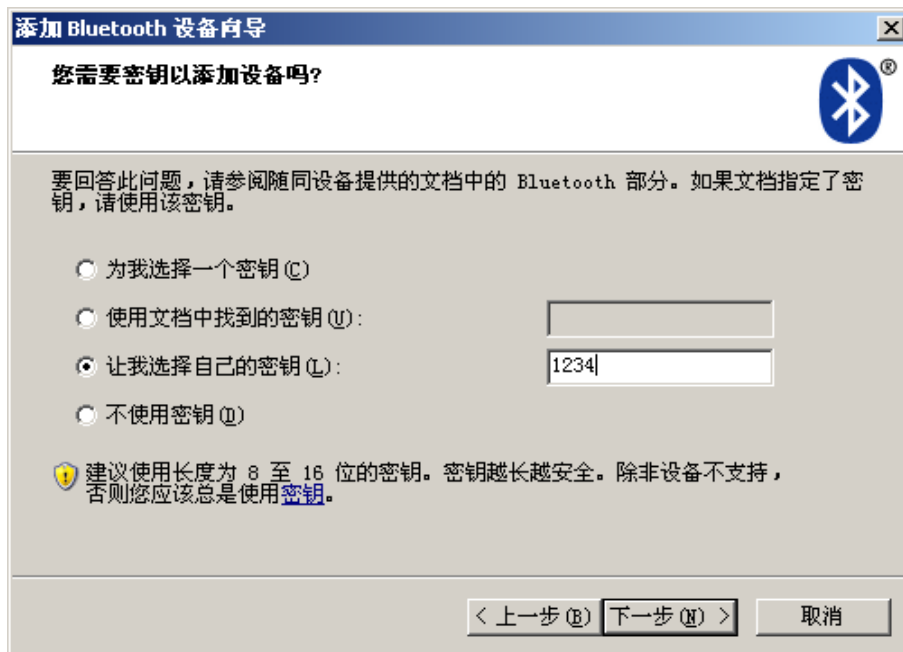 添加 Bluetooth 设备向导
您需要密钥以添加设备吗?
®
要回答此问题，请参阅随同设备提供的文档中的 Bluetooth 部分。如果文档指定了密
钥，请使用该密钥。
为我选择一个密钥(C)
使用文档中找到的密钥(U):
让我选择自己的密钥(L): 1234
不使用密钥(D)
建议使用长度为 8 至 16 位的密钥。密钥越长越安全。除非设备不支持，
否则您应该总是使用密钥。
< 上一步(B) 下一步(N) > 取消